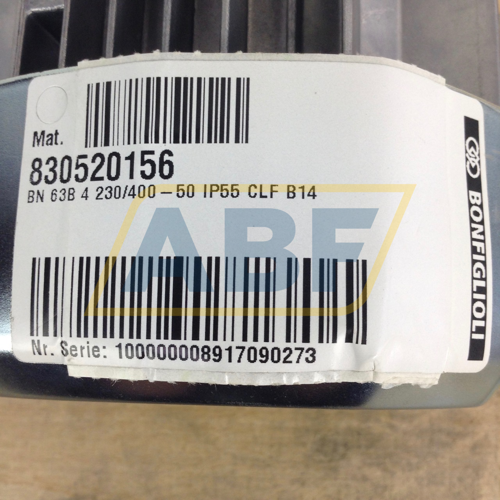 Mat.
830520156
BN 63B 4 230/400-50 IP55 CLF B14
ABF
Nr. Serie: 100000008917090273
BONFIGLIOLI